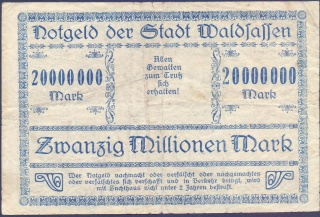 Notgeld der Stadt Waldsassen
20000000
Mark
Allen
Gewalten
zum Trutz
sich
erhalten!
20000000
Mark
Zwanzig Millionen Mark
Wer Notgeld nachmacht oder verfälscht oder nachgemachtes
oder verfälschtes sich verschafft und in Verkehr bringt, wird
mit Zuchthaus nicht unter 2 Jahren bestraft.